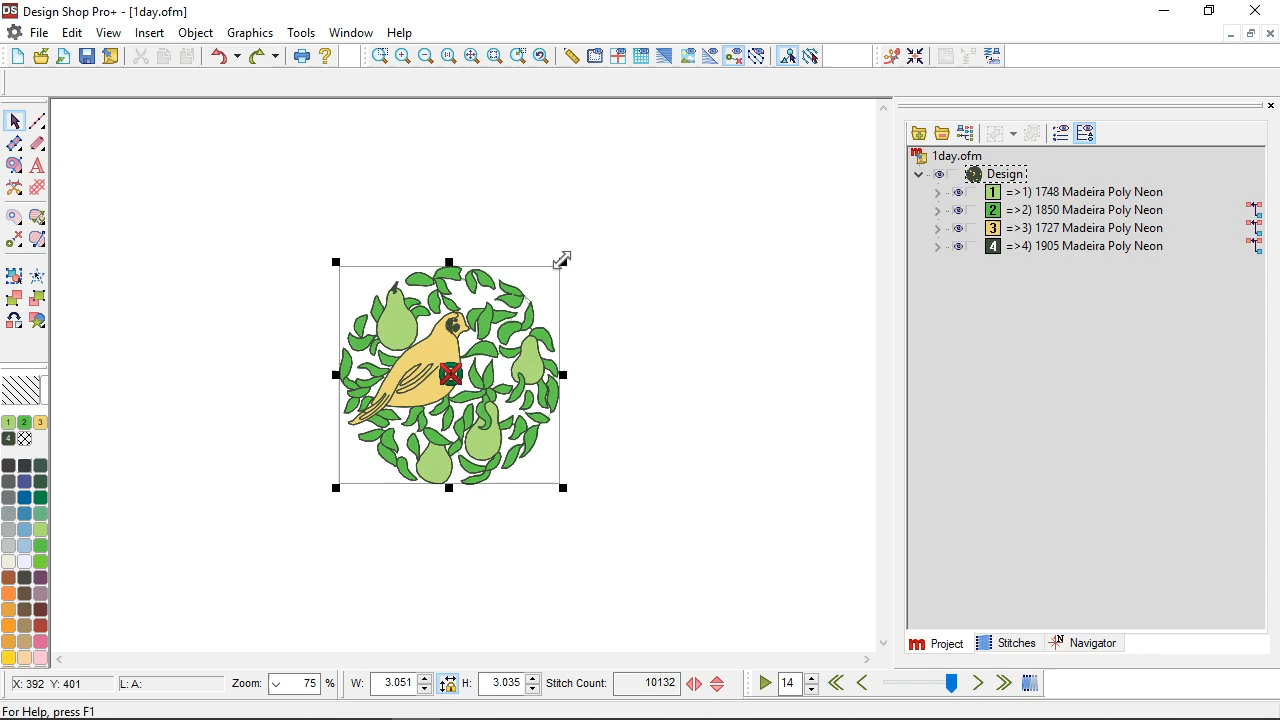 DS Design Shop Pro+ - [1day.ofm]
File Edit View Insert Object Graphics Tools Window Help
1day.ofm
Design
1 =>1) 1748 Madeira Poly Neon
2 =>2) 1850 Madeira Poly Neon
3 =>3) 1727 Madeira Poly Neon
4 =>4) 1905 Madeira Poly Neon
1 2 3
4
Project Stitches Navigator
X: 392 Y: 401 L: A: Zoom: 75 % W: 3.051 H: 3.035 Stitch Count: 10132 14
For Help, press F1